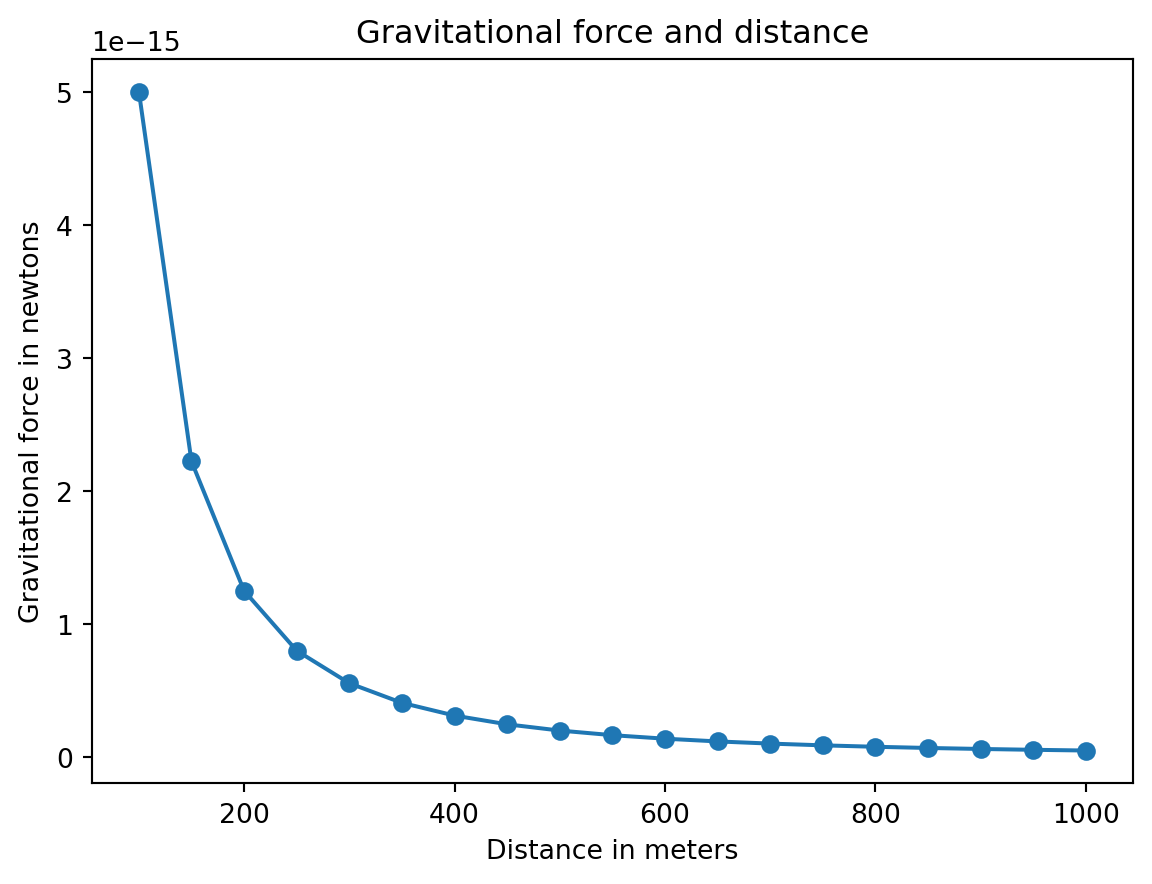 Gravitational force and distance
1e−15
5
4
3
2
1
0
Gravitational force in newtons
200 400 600 800 1000
Distance in meters